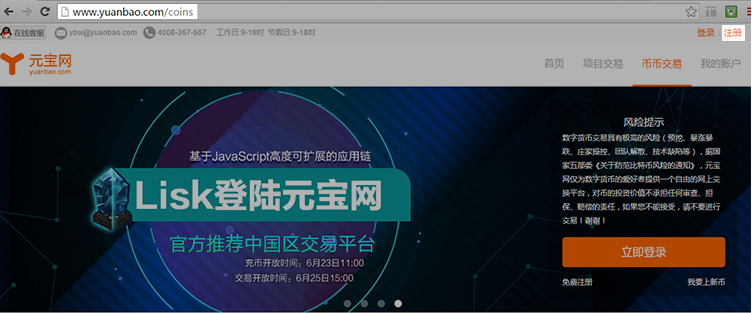 www.yuanbao.com/coins
在线客服 ybw@yuanbao.com 4008-367-667 工作日:9-19时 节假日:9-18时 登录 注册
元宝网
yuanbao.com
首页 项目交易 币币交易 我的账户
基于JavaScript高度可扩展的应用链
Lisk登陆元宝网
官方推荐中国区交易平台
充币开放时间：6月23日11:00
交易开放时间：6月25日15:00
风险提示
数字货币交易具有极高的风险（预挖、暴涨暴
跌、庄家操控、团队解散、技术缺陷等），据国
家五部委《关于防范比特币风险的通知》，元宝
网仅为数字货币的爱好者提供一个自由的网上交
换平台，对币的投资价值不承担任何审查、担
保、赔偿的责任，如果您不能接受，请不要进行
交易！谢谢！
立即登录
免费注册 我要上新币